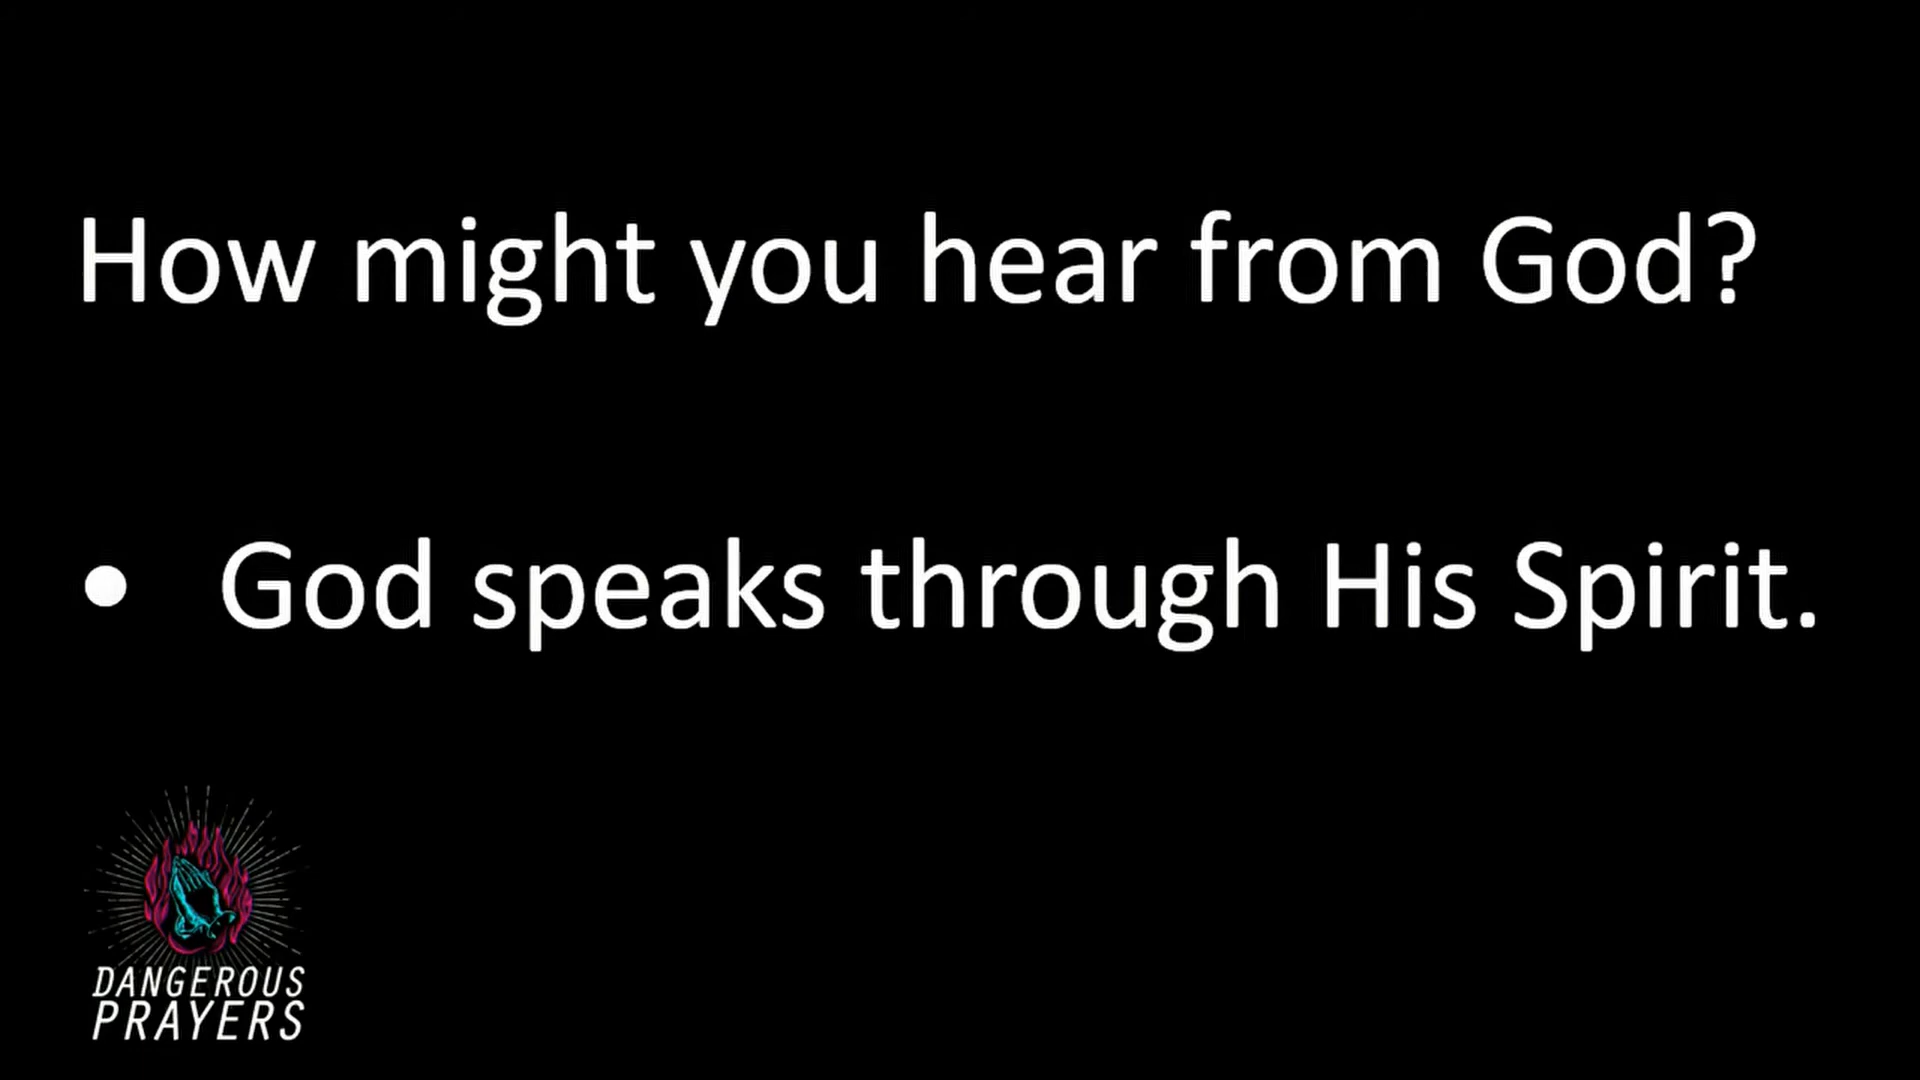 How might you hear from God?
• God speaks through His Spirit.
DANGEROUS
PRAYERS